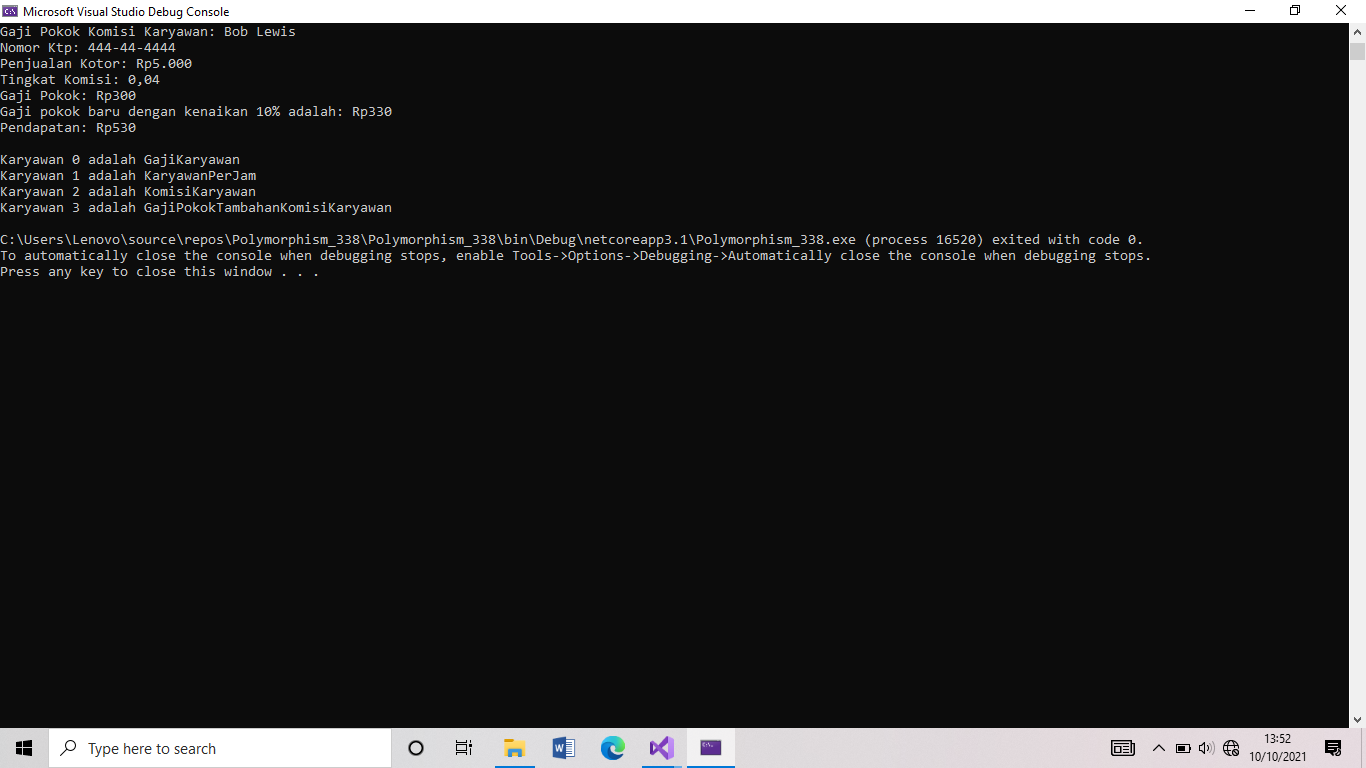 Microsoft Visual Studio Debug Console
Gaji Pokok Komisi Karyawan: Bob Lewis
Nomor Ktp: 444-44-4444
Penjualan Kotor: Rp5.000
Tingkat Komisi: 0,04
Gaji Pokok: Rp300
Gaji pokok baru dengan kenaikan 10% adalah: Rp330
Pendapatan: Rp530
Karyawan 0 adalah GajiKaryawan
Karyawan 1 adalah KaryawanPerJam
Karyawan 2 adalah KomisiKaryawan
Karyawan 3 adalah GajiPokokTambahanKomisiKaryawan
C:\Users\Lenovo\source\repos\Polymorphism_338\Polymorphism_338\bin\Debug\netcoreapp3.1\Polymorphism_338.exe (process 16520) exited with code 0.
To automatically close the console when debugging stops, enable Tools->Options->Debugging->Automatically close the console when debugging stops.
Press any key to close this window . . .
Type here to search
13:52
10/10/2021